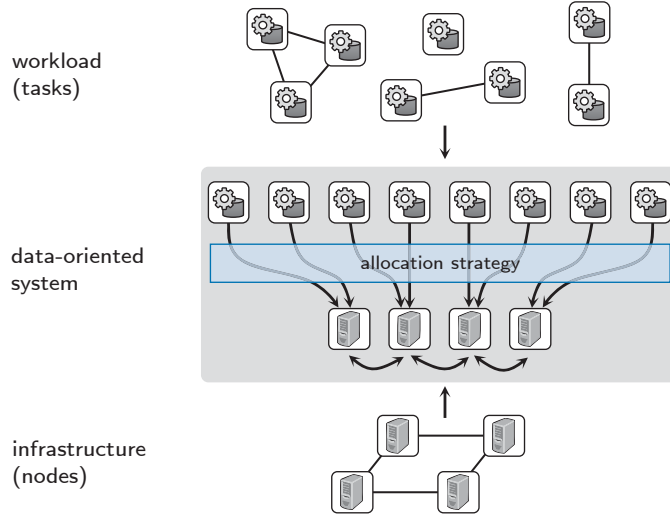 workload
(tasks)
data-oriented
system
allocation strategy
infrastructure
(nodes)